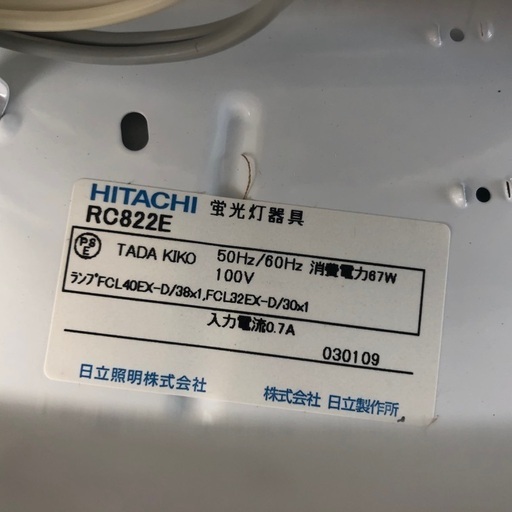 HITACHI 蛍光灯器具
RC822E
PS E TADA KIKO 50Hz/60Hz 消費電力67W
100V
ランプFCL40EX-D/38x1,FCL32EX-D/30x1
入力電流0.7A
030109
日立照明株式会社 株式会社 日立製作所